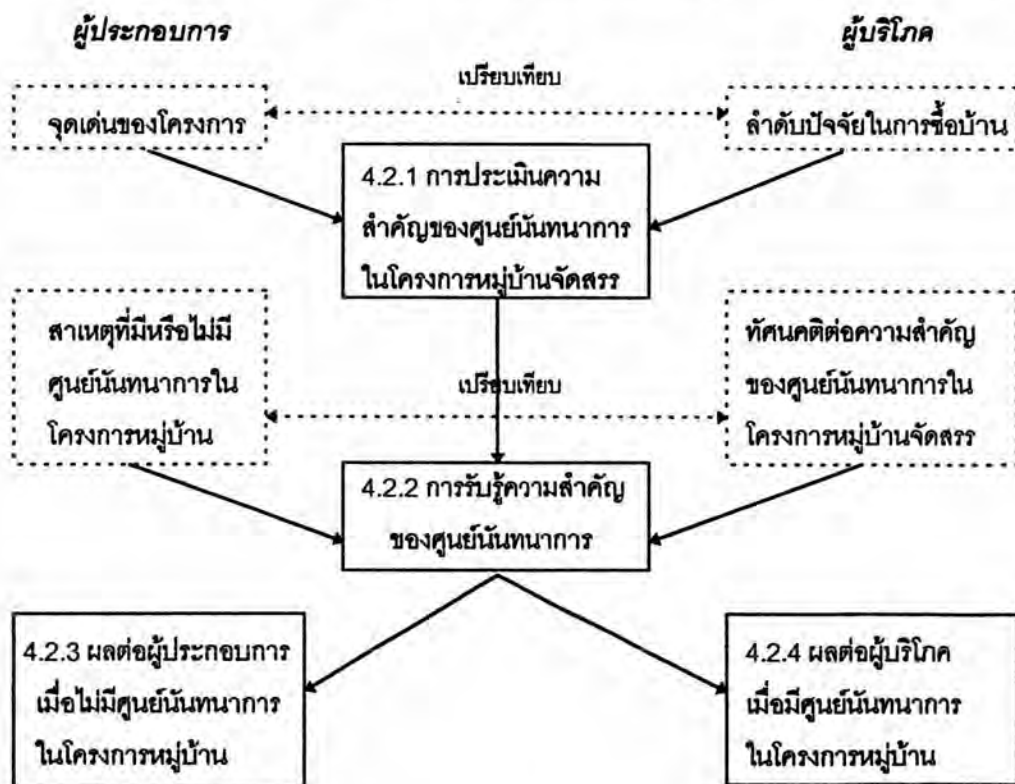 ผู้ประกอบการ
ผู้บริโภค
เปรียบเทียบ
จุดเด่นของโครงการ
ลำดับปัจจัยในการซื้อบ้าน
4.2.1 การประเมินความ
สำคัญของศูนย์นันทนาการ
ในโครงการหมู่บ้านจัดสรร
สาเหตุที่มีหรือไม่มี
ศูนย์นันทนาการใน
โครงการหมู่บ้าน
เปรียบเทียบ
ทัศนคติต่อความสำคัญ
ของศูนย์นันทนาการใน
โครงการหมู่บ้านจัดสรร
4.2.2 การรับรู้ความสำคัญ
ของศูนย์นันทนาการ
4.2.3 ผลต่อผู้ประกอบการ
เมื่อไม่มีศูนย์นันทนาการ
ในโครงการหมู่บ้าน
4.2.4 ผลต่อผู้บริโภค
เมื่อมีศูนย์นันทนาการ
ในโครงการหมู่บ้าน